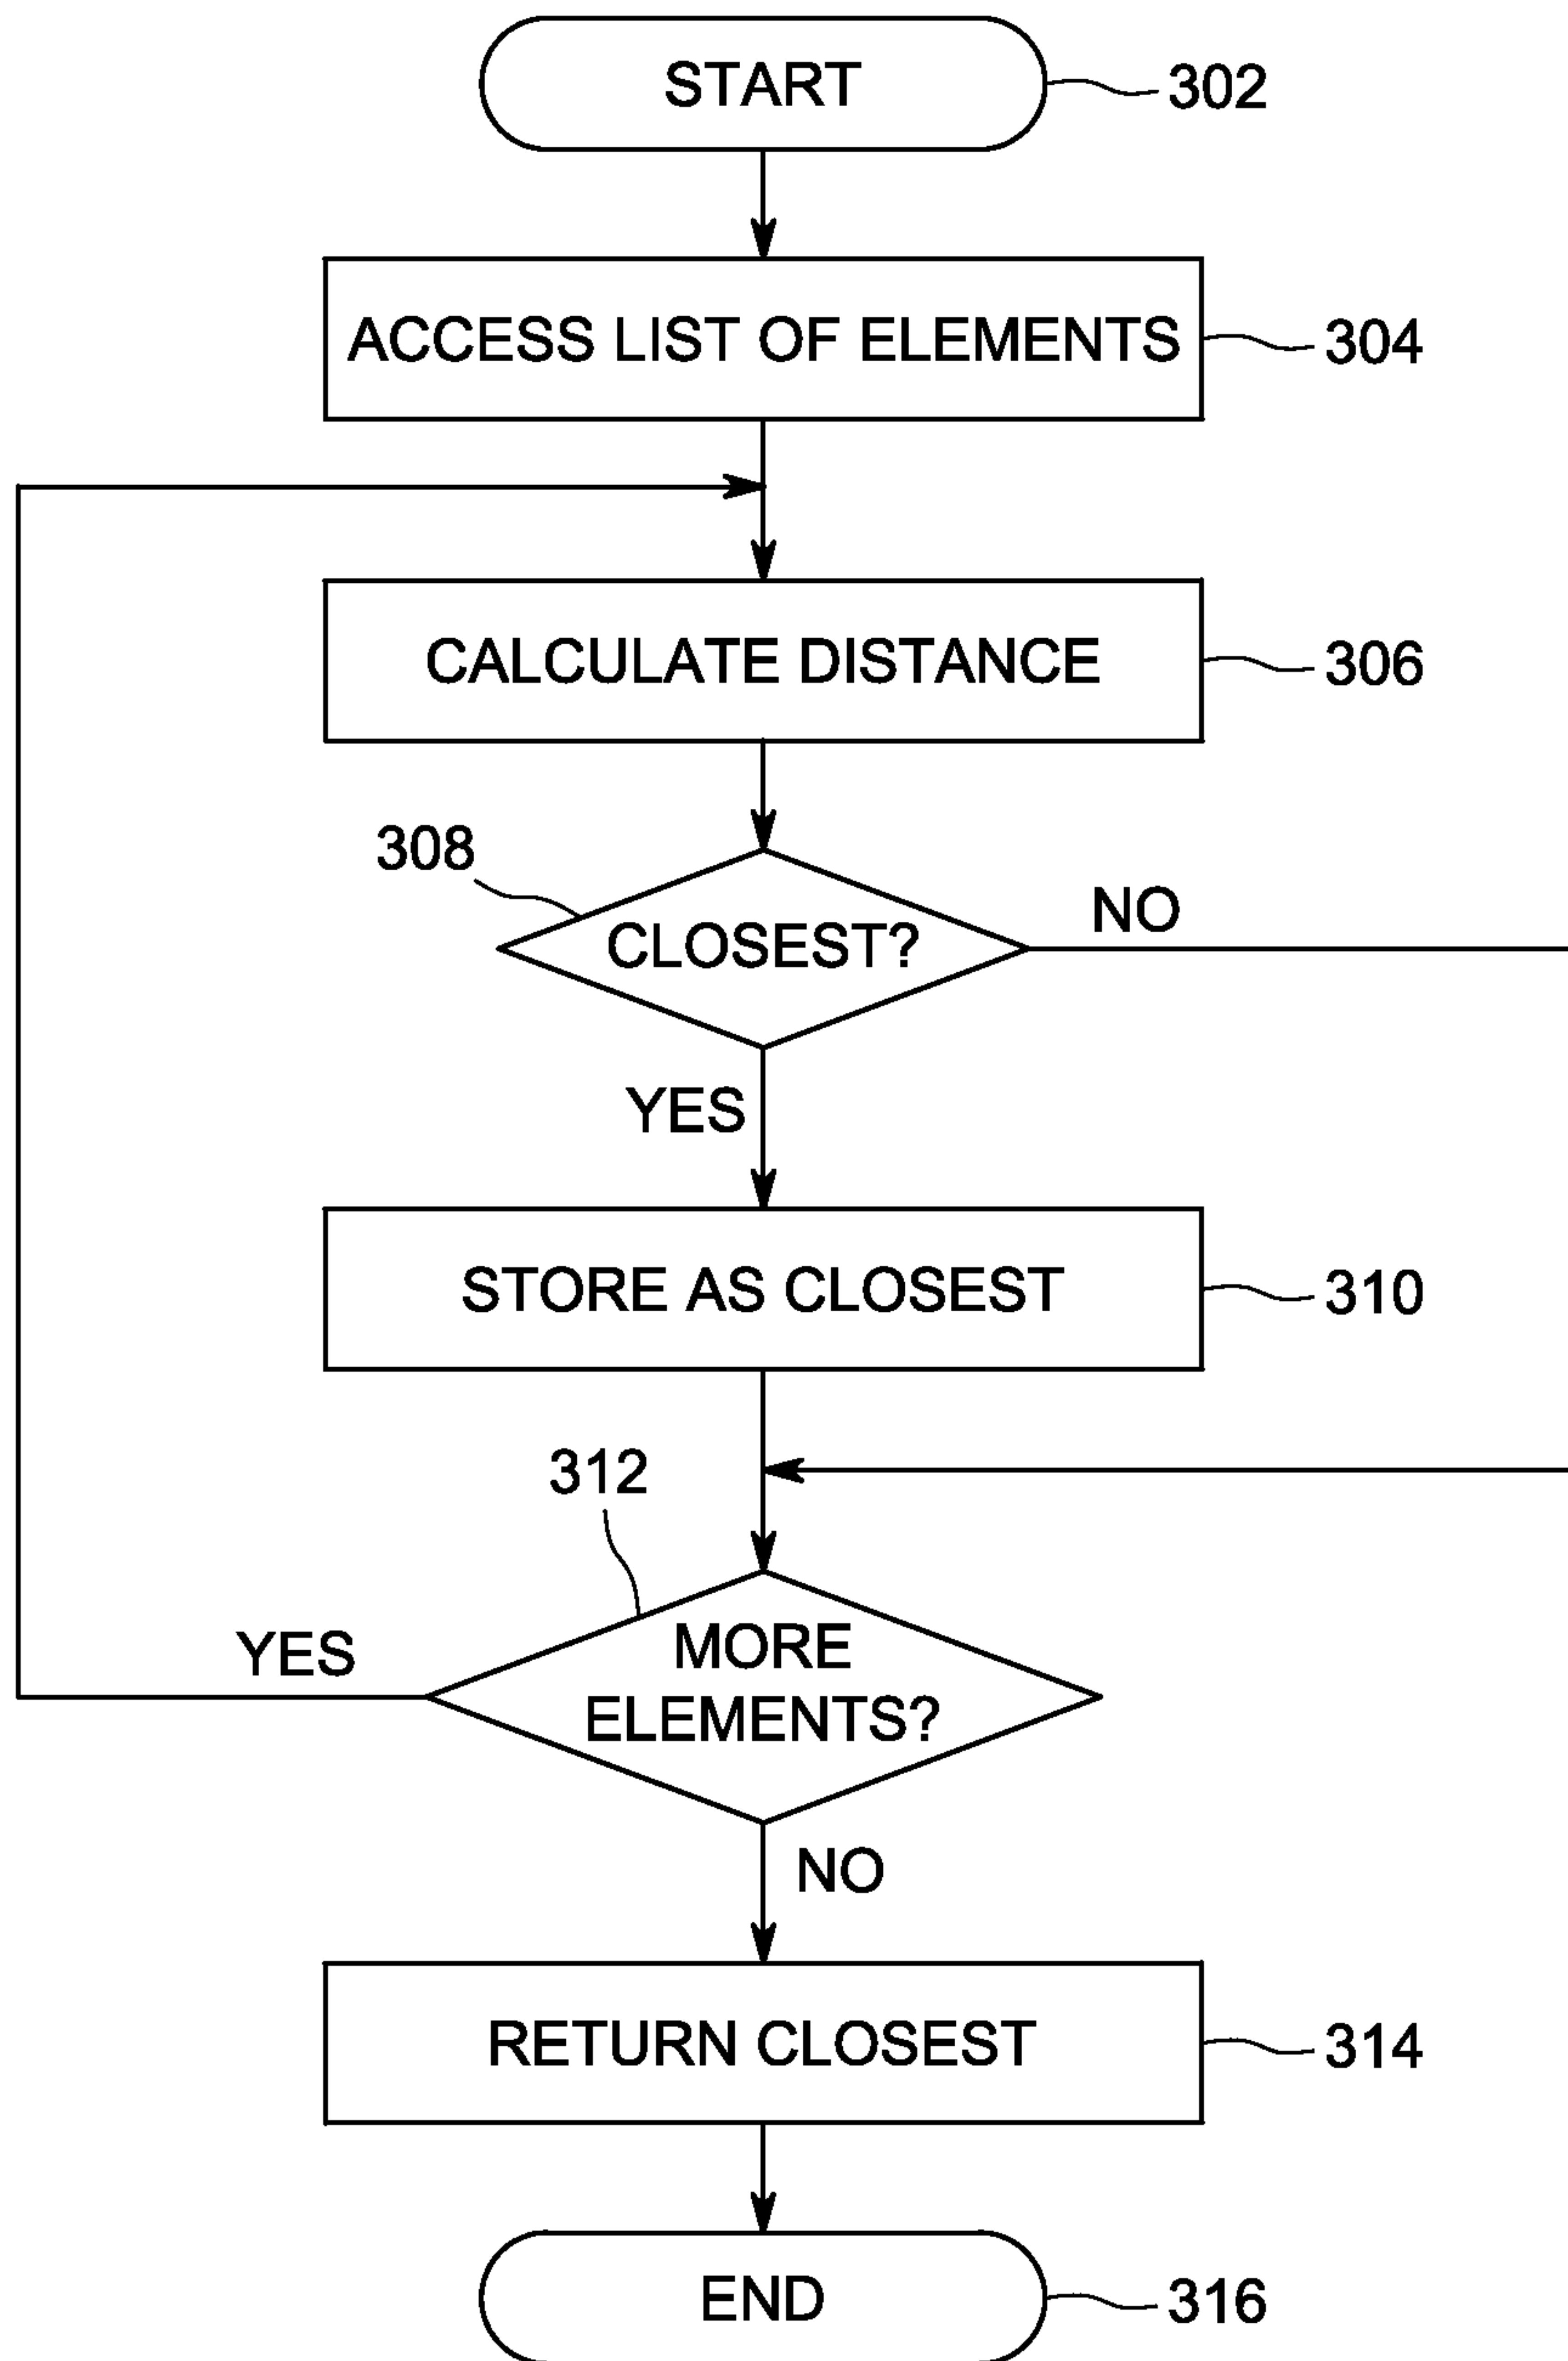 START
302
ACCESS LIST OF ELEMENTS
304
CALCULATE DISTANCE
306
308
CLOSEST?
NO
YES
STORE AS CLOSEST
310
312
MORE
ELEMENTS?
YES
NO
RETURN CLOSEST
314
END
316